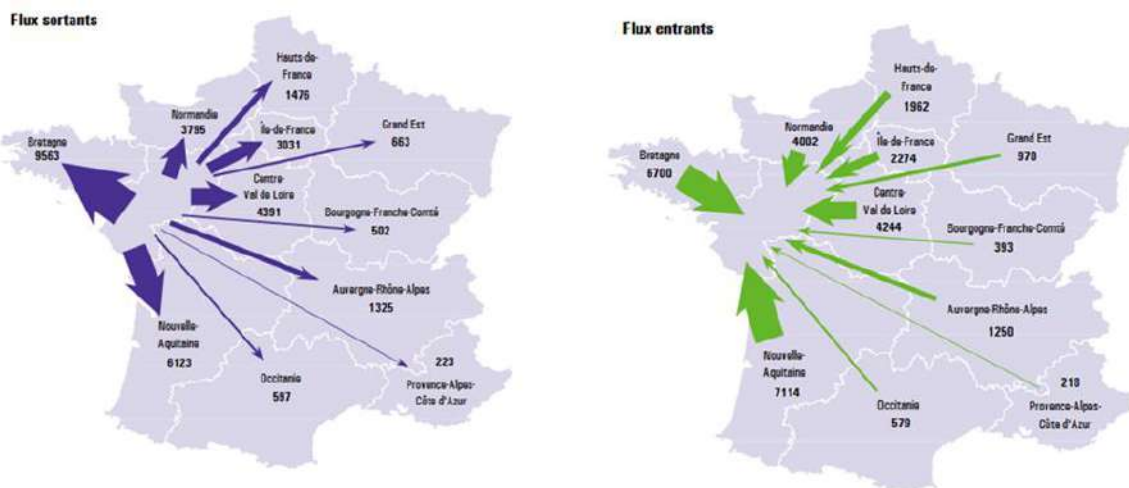 Flux sortants
Hauts-de-
France
1476
Normandie
3795
Île-de-France
3031
Grand Est
663
Bretagne
9563
Centre-
Val de Loire
4391
Bourgogne-Franche-Comté
502
Auvergne-Rhône-Alpes
1325
Nouvelle-
Aquitaine
6123
Occitanie
597
223
Provence-Alpes-
Côte d'Azur
Flux entrants
Hauts-de-
France
1962
Normandie
4002
Île-de-France
2274
Grand Est
970
Bretagne
6700
Centre-
Val de Loire
4244
Bourgogne-Franche-Comté
393
Auvergne-Rhône-Alpes
1250
Nouvelle-
Aquitaine
7114
Occitanie
579
210
Provence-Alpes-
Côte d'Azur